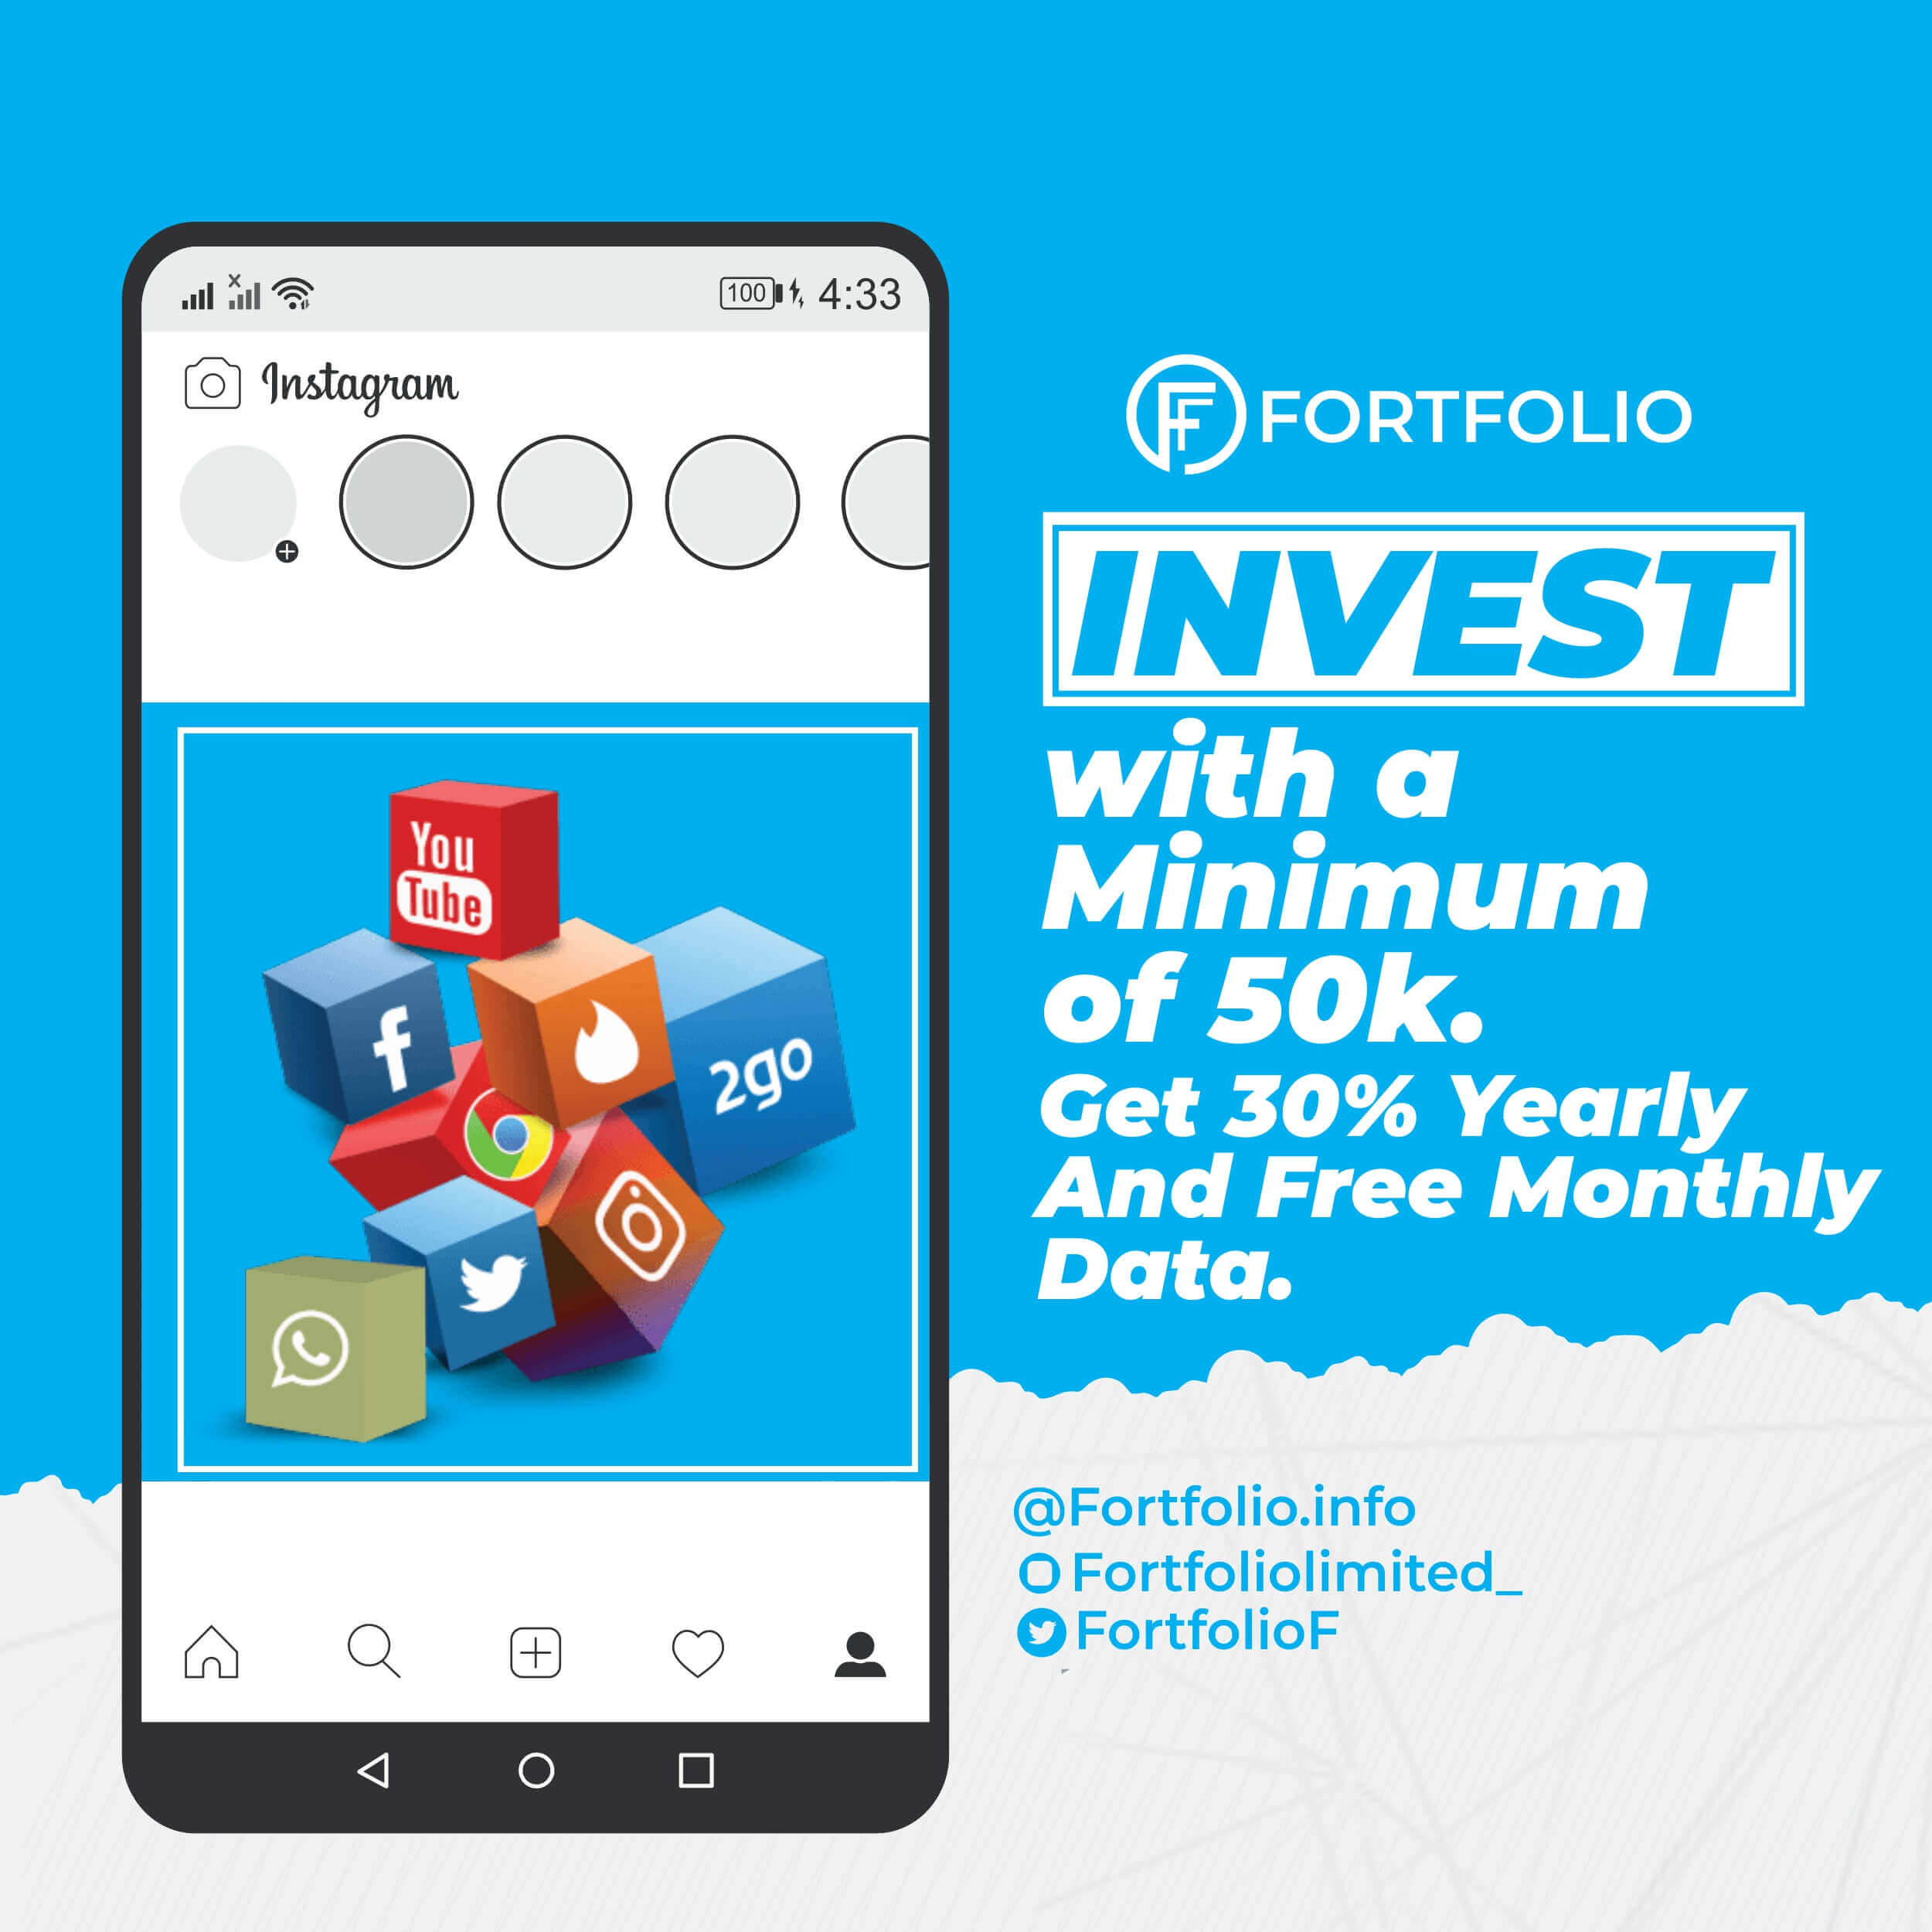 100 4:33
Instagram
You
Tube
f
2go
FF FORTFOLIO
INVEST
with a
Minimum
of 50k.
Get 30% Yearly
And Free Monthly
Data.
@Fortfolio.info
Fortfoliolimited_
FortfolioF